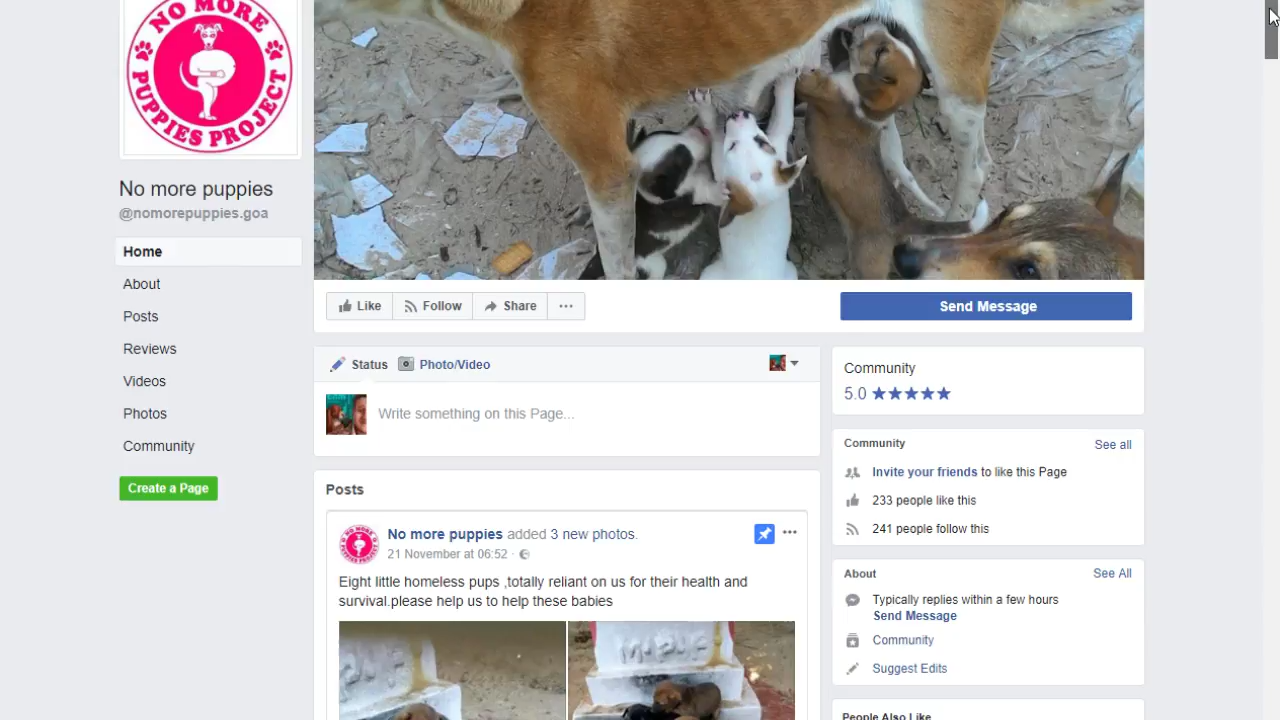 NO MORE
PUPPIES PROJECT
No more puppies
@nomorepuppies.goa
Home
About
Posts
Reviews
Videos
Photos
Community
Create a Page
Like
Follow
Share
Send Message
Status
Photo/Video
Write something on this Page...
Posts
No more puppies added 3 new photos.
21 November at 06:52 ·
Eight little homeless pups ,totally reliant on us for their health and
survival.please help us to help these babies
Community
5.0 ★★★★★
Community
See all
Invite your friends to like this Page
233 people like this
241 people follow this
About
See All
Typically replies within a few hours
Send Message
Community
Suggest Edits
People Also Like